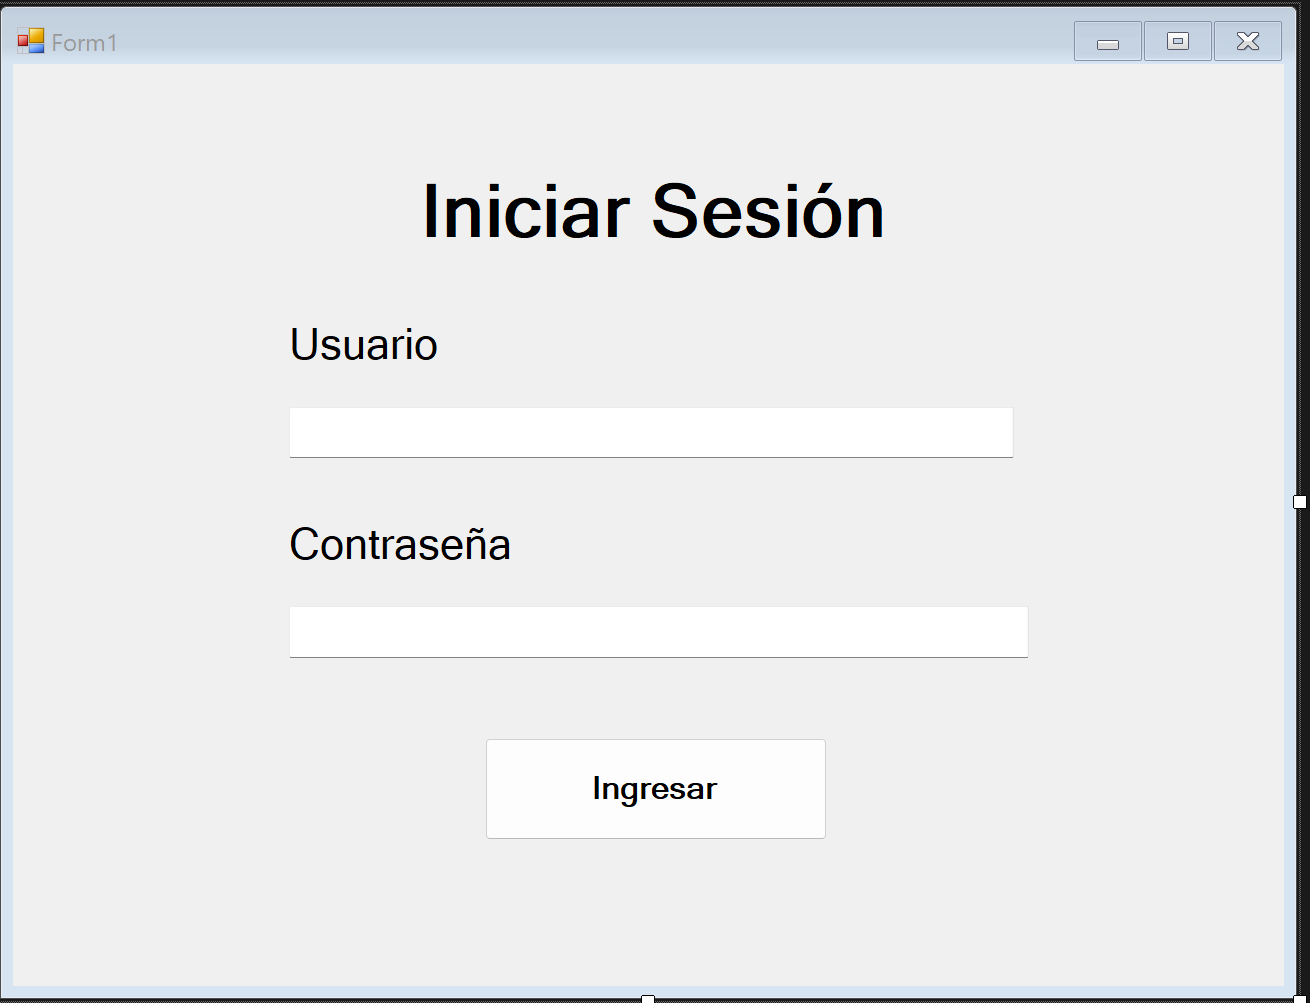 Form1
Iniciar Sesión
Usuario
Contraseña
Ingresar